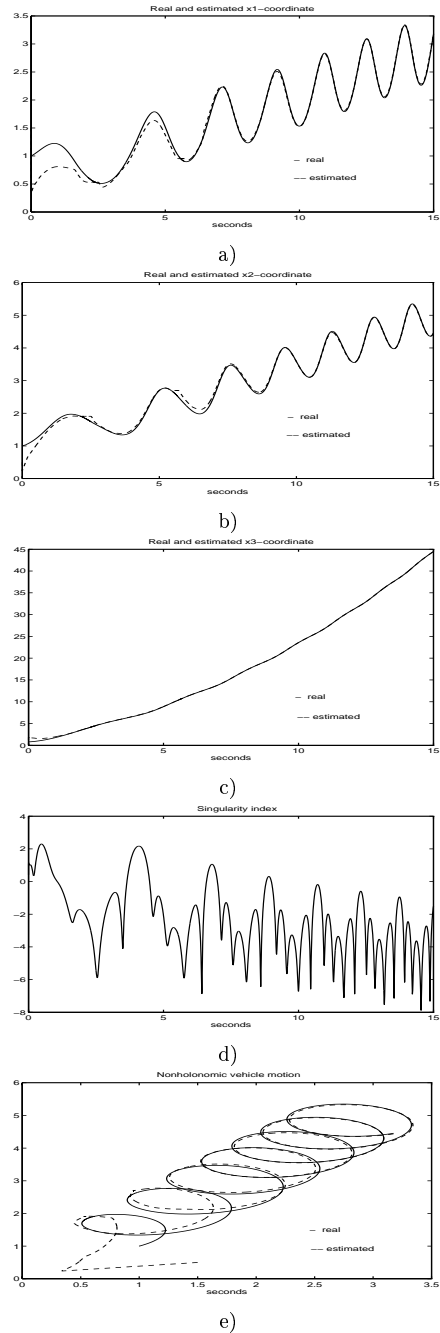 Real and estimated x1-coordinate
3.5
3
2.5
2
1.5
1
0.5
0
– real
–– estimated
0
5
10
15
seconds
a)
Real and estimated x2-coordinate
6
5
4
3
2
1
0
– real
–– estimated
0
5
10
15
seconds
b)
Real and estimated x3-coordinate
45
40
35
30
25
20
15
10
5
0
– real
–– estimated
0
5
10
15
seconds
c)
Singularity index
4
2
0
-2
-4
-6
-8
0
5
10
15
seconds
d)
Nonholonomic vehicle motion
6
5
4
3
2
1
0
– real
–– estimated
0
0.5
1
1.5
2
2.5
3
3.5
seconds
e)